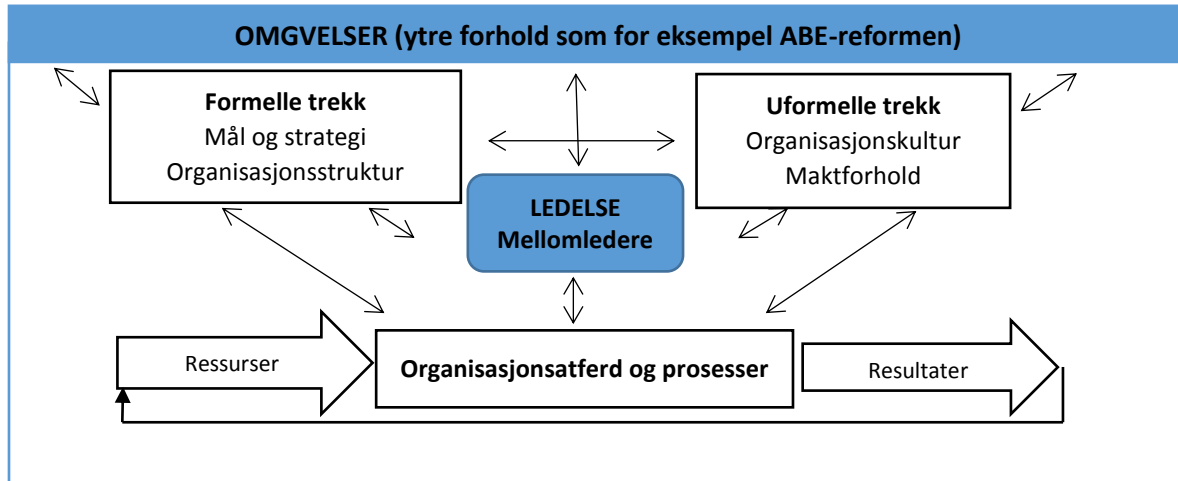 OMGVELSER (ytre forhold som for eksempel ABE-reformen)
Formelle trekk
Mål og strategi
Organisasjonsstruktur
Uformelle trekk
Organisasjonskultur
Maktforhold
LEDELSE
Mellomledere
Ressurser
Organisasjonsatferd og prosesser
Resultater